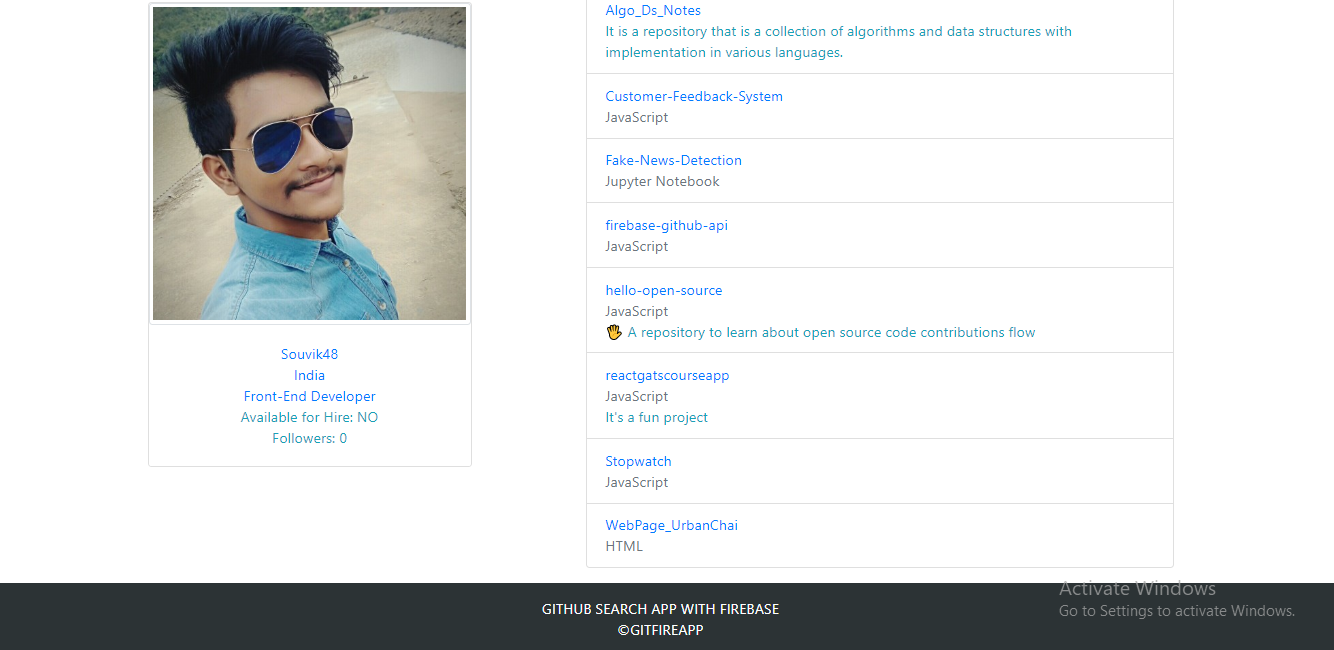 Souvik48
India
Front-End Developer
Available for Hire: NO
Followers: 0
Algo_Ds_Notes
It is a repository that is a collection of algorithms and data structures with
implementation in various languages.
Customer-Feedback-System
JavaScript
Fake-News-Detection
Jupyter Notebook
firebase-github-api
JavaScript
hello-open-source
JavaScript
🖐 A repository to learn about open source code contributions flow
reactgatscourseapp
JavaScript
It's a fun project
Stopwatch
JavaScript
WebPage_UrbanChai
HTML
GITHUB SEARCH APP WITH FIREBASE
©GITFIREAPP
Activate Windows
Go to Settings to activate Windows.